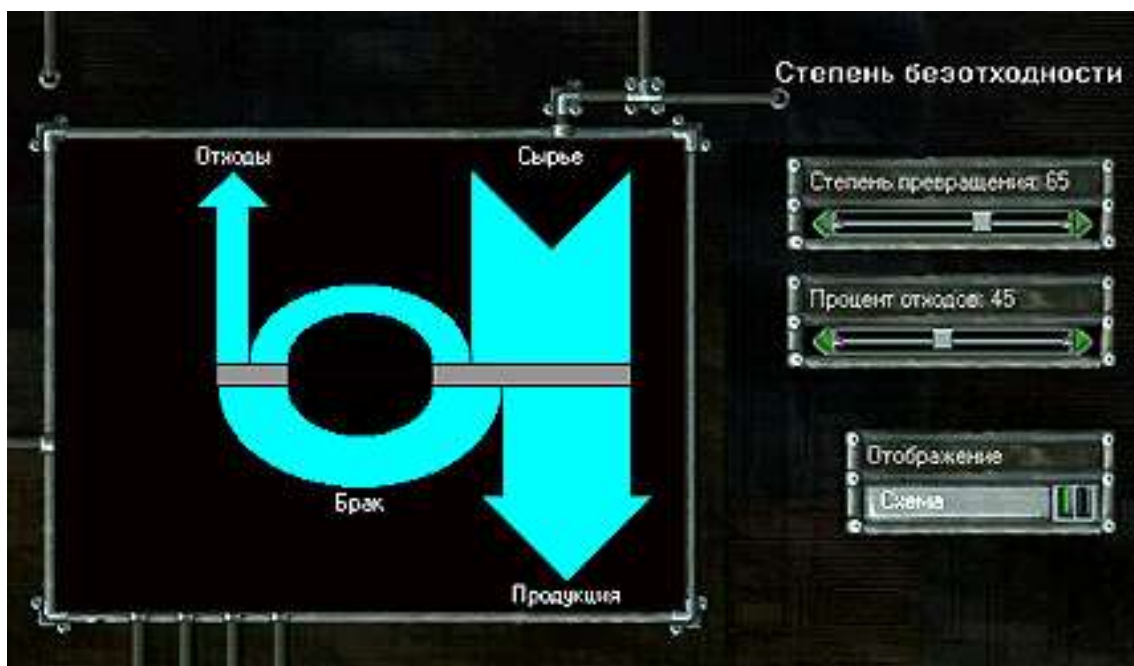 Степень безотходности
Отходы
Сырье
Степень превращения: 65
Процент отходов: 45
Отображение
Схема
Брак
Продукция